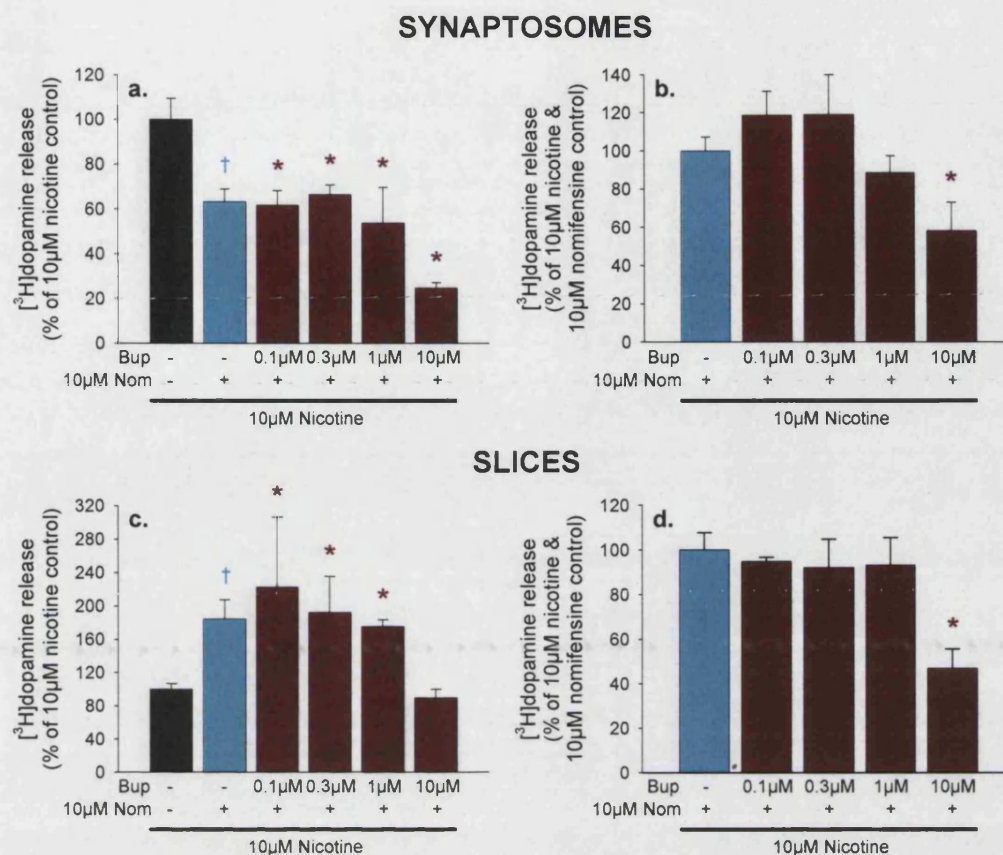 SYNAPTOSOMES
a.
[³H]dopamine release
(% of 10µM nicotine control)
120
100
80
60
40
20
0
†
*
*
*
*
Bup - - 0.1µM 0.3µM 1µM 10µM
10µM Nom - + + + + +
10µM Nicotine
b.
[³H]dopamine release
(% of 10µM nicotine &
10µM nomifensine control)
140
120
100
80
60
40
20
0
*
Bup - 0.1µM 0.3µM 1µM 10µM
10µM Nom + + + + +
10µM Nicotine
SLICES
c.
[³H]dopamine release
(% of 10µM nicotine control)
320
280
240
200
160
120
80
40
0
†
*
*
*
Bup - - 0.1µM 0.3µM 1µM 10µM
10µM Nom - + + + + +
10µM Nicotine
d.
[³H]dopamine release
(% of 10µM nicotine &
10µM nomifensine control)
120
100
80
60
40
20
0
*
Bup - 0.1µM 0.3µM 1µM 10µM
10µM Nom + + + + +
10µM Nicotine